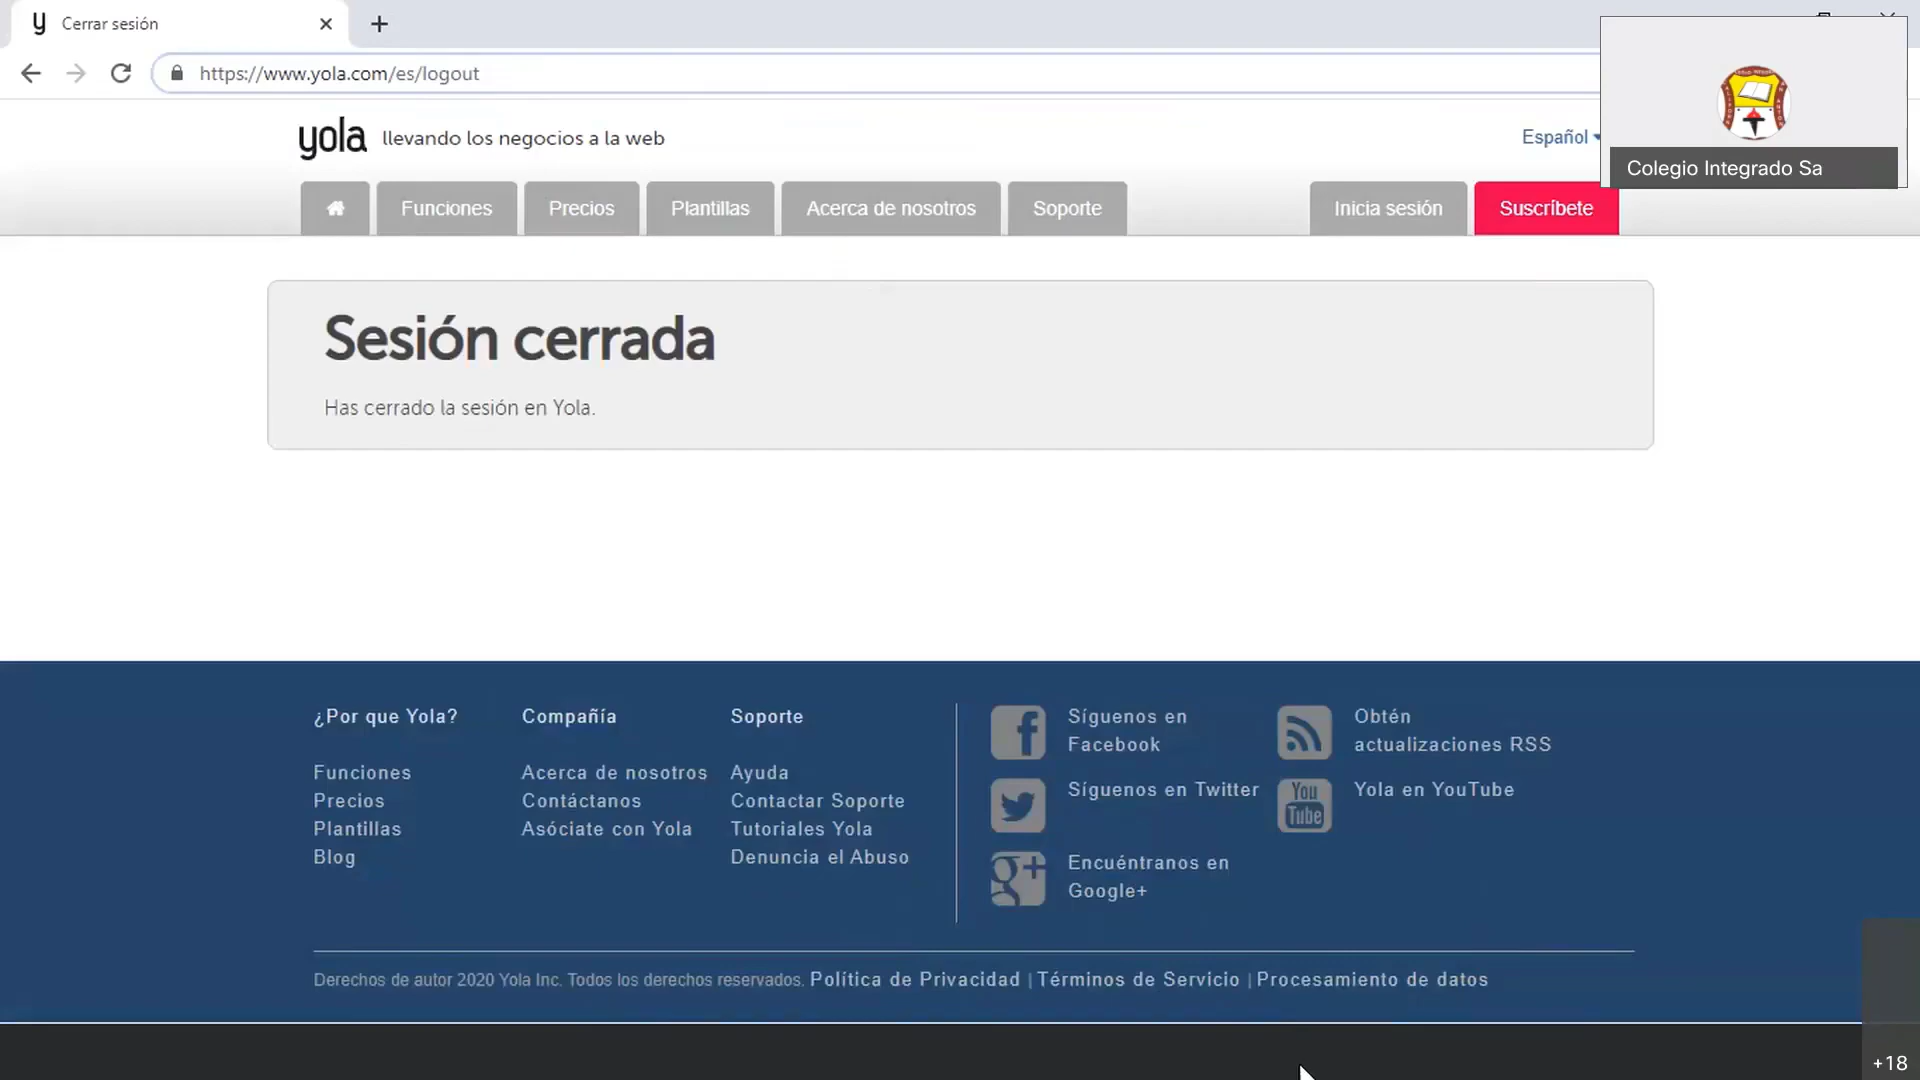 y Cerrar sesión
https://www.yola.com/es/logout
yola llevando los negocios a la web
Español
Colegio Integrado Sa
Funciones Precios Plantillas Acerca de nosotros Soporte Inicia sesión Suscríbete
Sesión cerrada
Has cerrado la sesión en Yola.
¿Por que Yola?
Funciones
Precios
Plantillas
Blog
Compañía
Acerca de nosotros
Contáctanos
Asóciate con Yola
Soporte
Ayuda
Contactar Soporte
Tutoriales Yola
Denuncia el Abuso
f
Síguenos en
Facebook
Síguenos en Twitter
g+
Encuéntranos en
Google+
Obtén
actualizaciones RSS
You
Tube
Yola en YouTube
Derechos de autor 2020 Yola Inc. Todos los derechos reservados. Política de Privacidad | Términos de Servicio | Procesamiento de datos
+18